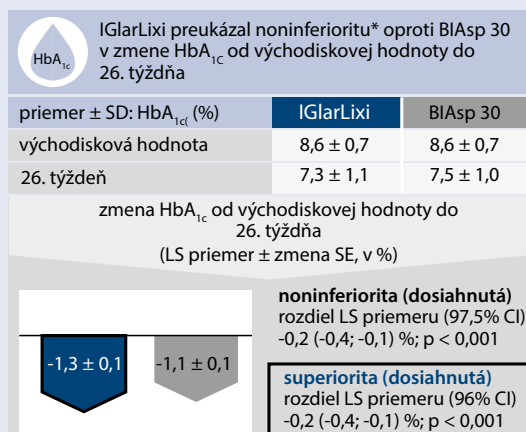 HbA1c
IGlarLixi preukázal noninferioritu* oproti BIAsp 30
v zmene HbA1C od východiskovej hodnoty do
26. týždňa
priemer ± SD: HbA1c( (%) IGlarLixi BIAsp 30
východisková hodnota 8,6 ± 0,7 8,6 ± 0,7
26. týždeň 7,3 ± 1,1 7,5 ± 1,0
zmena HbA1c od východiskovej hodnoty do
26. týždňa
(LS priemer ± zmena SE, v %)
-1,3 ± 0,1 -1,1 ± 0,1
noninferiorita (dosiahnutá)
rozdiel LS priemeru (97,5% CI)
-0,2 (-0,4; -0,1) %; p < 0,001
superiorita (dosiahnutá)
rozdiel LS priemeru (96% CI)
-0,2 (-0,4; -0,1) %; p < 0,001